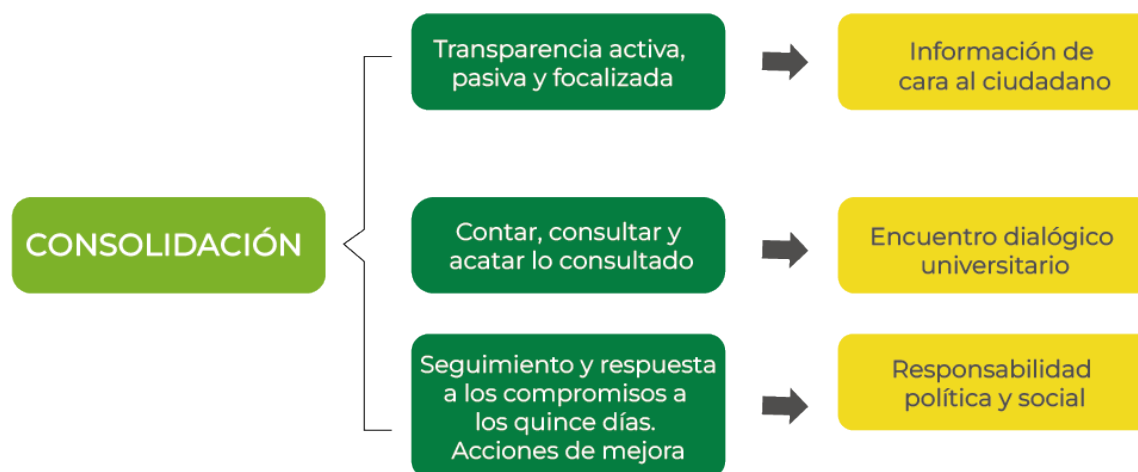 CONSOLIDACIÓN
Transparencia activa,
pasiva y focalizada
Información de
cara al ciudadano
Contar, consultar y
acatar lo consultado
Encuentro dialógico
universitario
Seguimiento y respuesta
a los compromisos a
los quince días.
Acciones de mejora
Responsabilidad
política y social